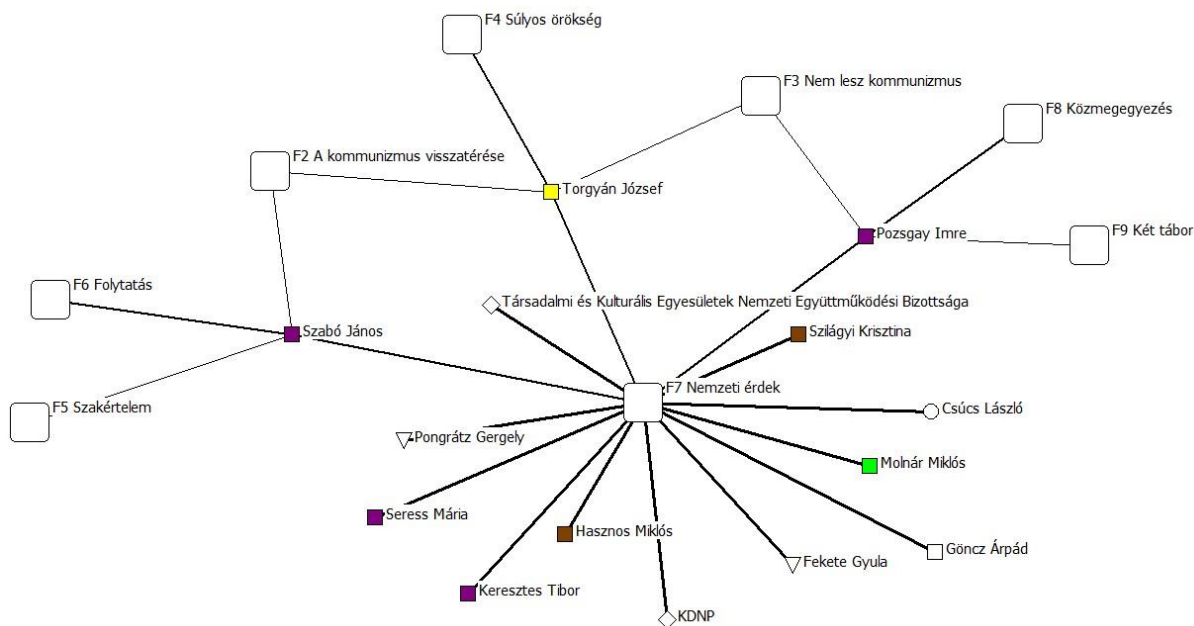 F4 Súlyos örökség
F3 Nem lesz kommunizmus
F8 Közmegegyezés
F2 A kommunizmus visszatérése
Torgyán József
Pozsgay Imre
F9 Két tábor
F6 Folytatás
Társadalmi és Kulturális Egyesületek Nemzeti Együttműködési Bizottsága
Szabó János
Szilágyi Krisztina
F7 Nemzeti érdek
F5 Szakértelem
Csúcs László
Pongrátz Gergely
Molnár Miklós
Seress Mária
Hasznos Miklós
Göncz Árpád
Fekete Gyula
Keresztes Tibor
KDNP